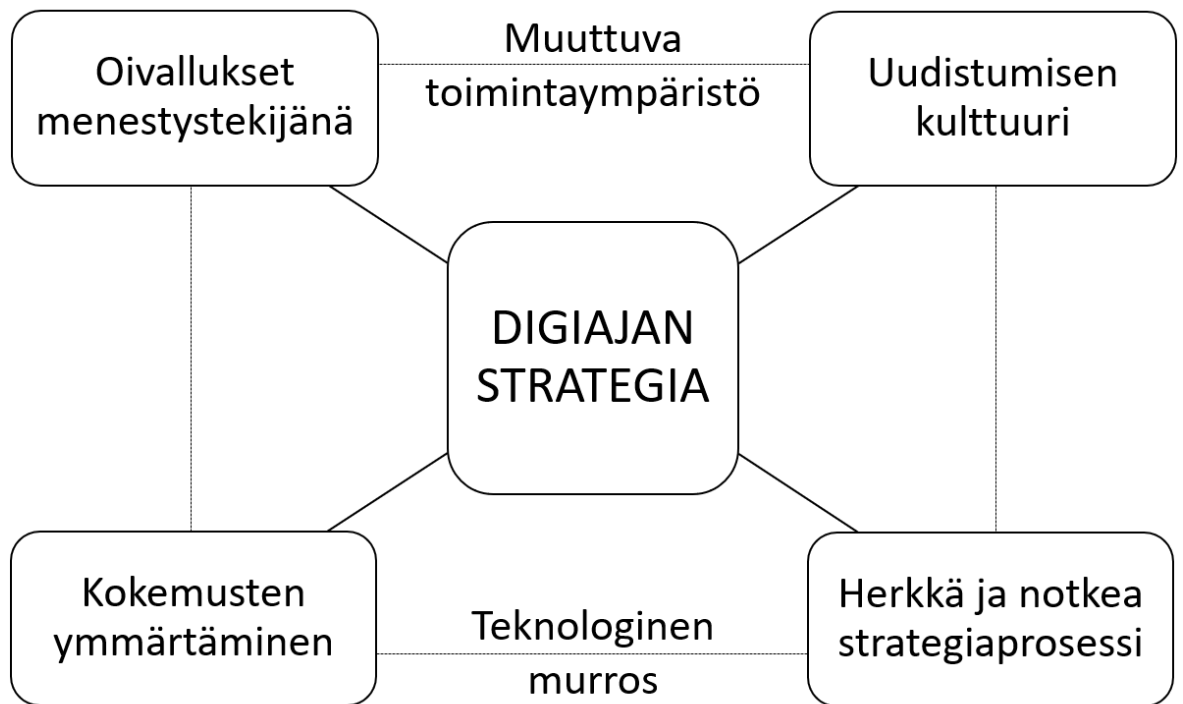 Oivallukset
menestystekijänä
Muuttuva
toimintaympäristö
Uudistumisen
kulttuuri
DIGIAJAN
STRATEGIA
Kokemusten
ymmärtäminen
Teknologinen
murros
Herkkä ja notkea
strategiaprosessi